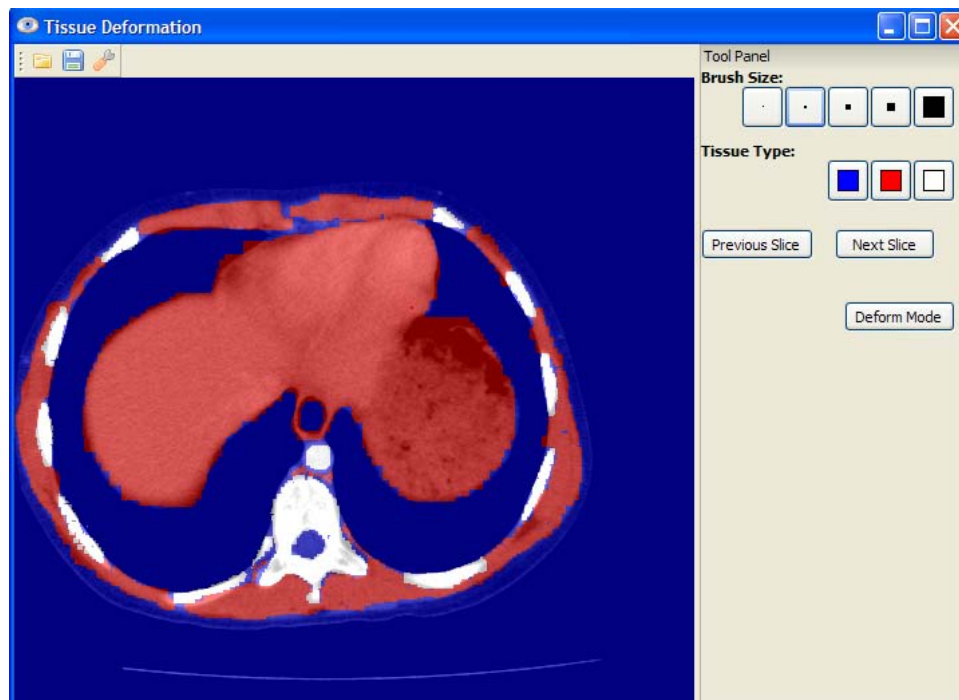 Tissue Deformation
Tool Panel
Brush Size:
Tissue Type:
Previous Slice
Next Slice
Deform Mode